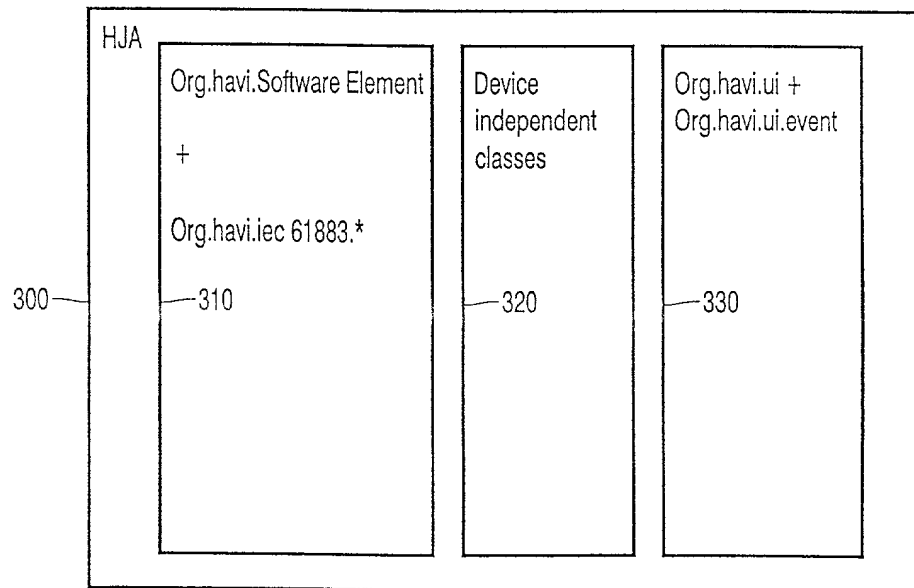 HJA
Org.havi.Software Element
+
Org.havi.iec 61883.*
Device
independent
classes
Org.havi.ui +
Org.havi.ui.event
300
310
320
330